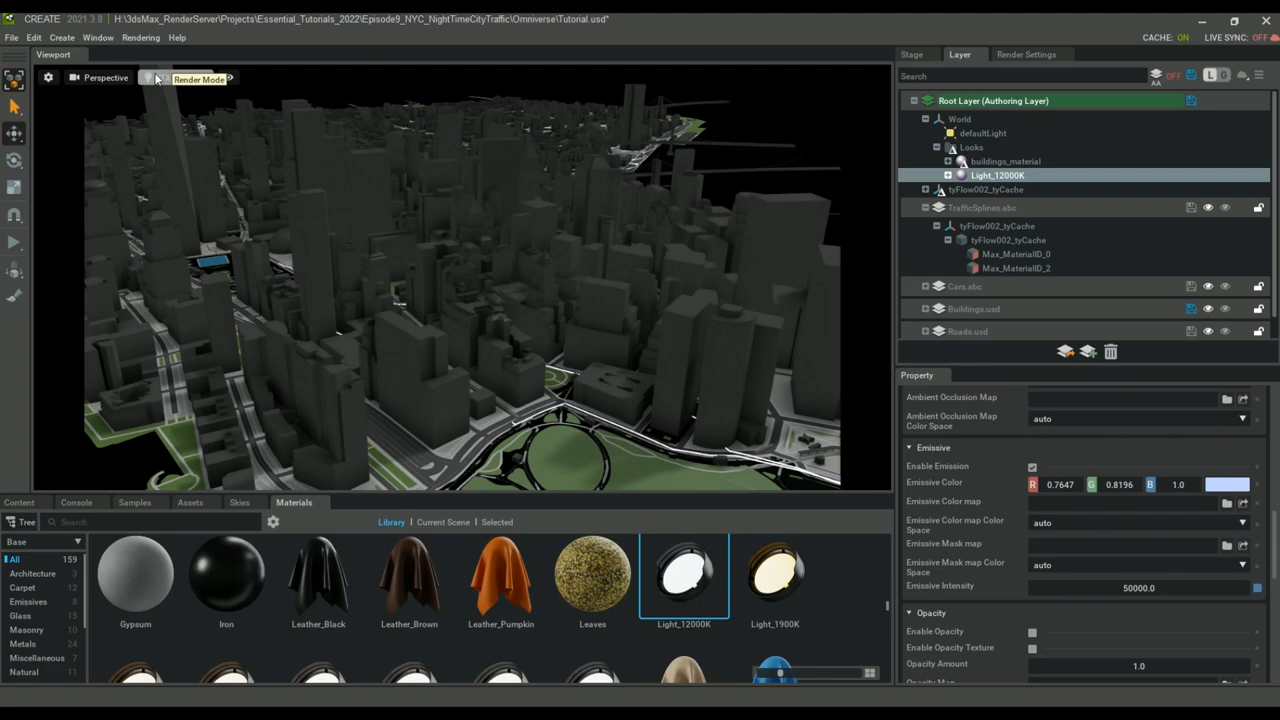 CREATE 2021.3.8 H:\3dsMax_RenderServer\Projects\Essential_Tutorials_2022\Episode9_NYC_NightTimeCityTraffic\Omniverse\Tutorial.usd*
File Edit Create Window Rendering Help
CACHE: ON LIVE SYNC: OFF
Viewport
Perspective
Render Mode
Stage Layer Render Settings
Search
AA OFF L G
Root Layer (Authoring Layer)
World
defaultLight
Looks
buildings_material
Light_12000K
tyFlow002_tyCache
TrafficSplines.abc
tyFlow002_tyCache
tyFlow002_tyCache
Max_MaterialID_0
Max_MaterialID_2
Cars.abc
Buildings.usd
Roads.usd
Property
Ambient Occlusion Map
Ambient Occlusion Map Color Space auto
Emissive
Enable Emission
Emissive Color R 0.7647 G 0.8196 B 1.0
Emissive Color map
Emissive Color map Color Space auto
Emissive Mask map
Emissive Mask map Color Space auto
Emissive Intensity 50000.0
Opacity
Enable Opacity
Enable Opacity Texture
Opacity Amount 1.0
Content Console Samples Assets Skies Materials
Tree Search Library Current Scene Selected
Base
All 159
Architecture 3
Carpet 12
Emissives 8
Glass 15
Masonry 10
Metals 24
Miscellaneous 7
Natural 11
Gypsum Iron Leather_Black Leather_Brown Leather_Pumpkin Leaves Light_12000K Light_1900K